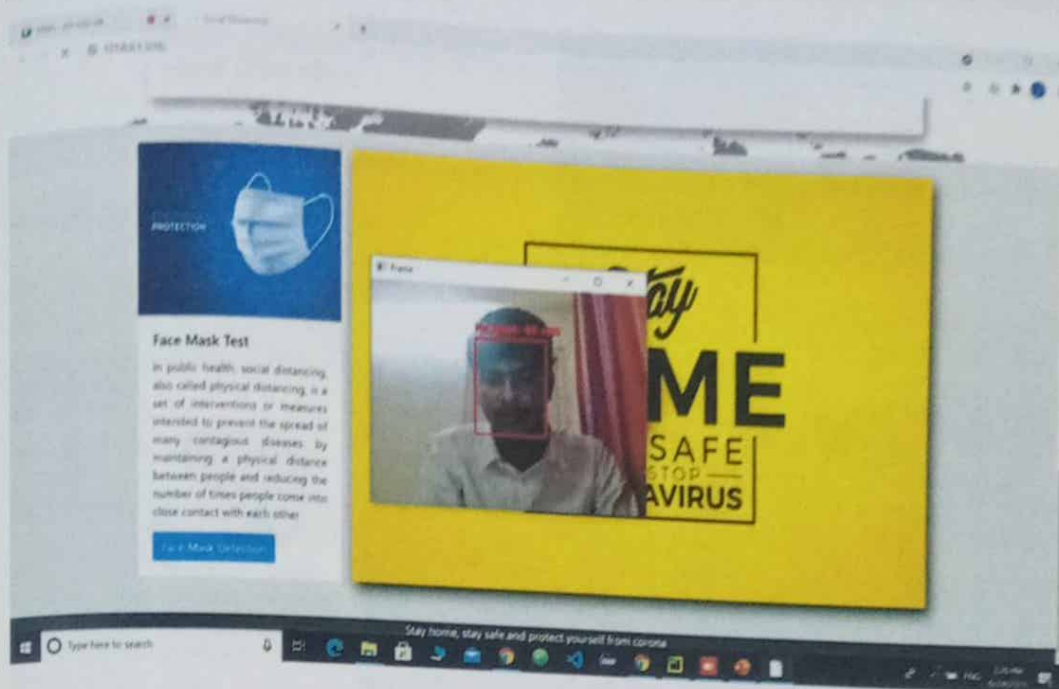 PROTECTION
Face Mask Test
In public health, social distancing,
also called physical distancing, is a
set of interventions or measures
intended to prevent the spread of
many contagious diseases by
maintaining a physical distance
between people and reducing the
number of times people come into
close contact with each other
Face Mask Detection
Frame
ay
ME
SAFE
STOP
AVIRUS
Stay home, stay safe and protect yourself from corona
Type here to search